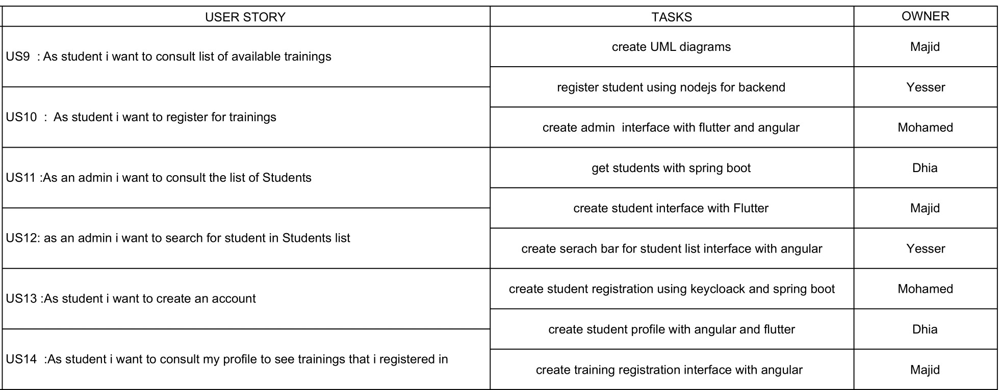 USER STORY TASKS OWNER
US9 : As student i want to consult list of available trainings
create UML diagrams Majid
register student using nodejs for backend Yesser
US10 : As student i want to register for trainings
create admin interface with flutter and angular Mohamed
US11 :As an admin i want to consult the list of Students
get students with spring boot Dhia
create student interface with Flutter Majid
US12: as an admin i want to search for student in Students list
create serach bar for student list interface with angular Yesser
US13 :As student i want to create an account
create student registration using keycloack and spring boot Mohamed
create student profile with angular and flutter Dhia
US14 :As student i want to consult my profile to see trainings that i registered in
create training registration interface with angular Majid